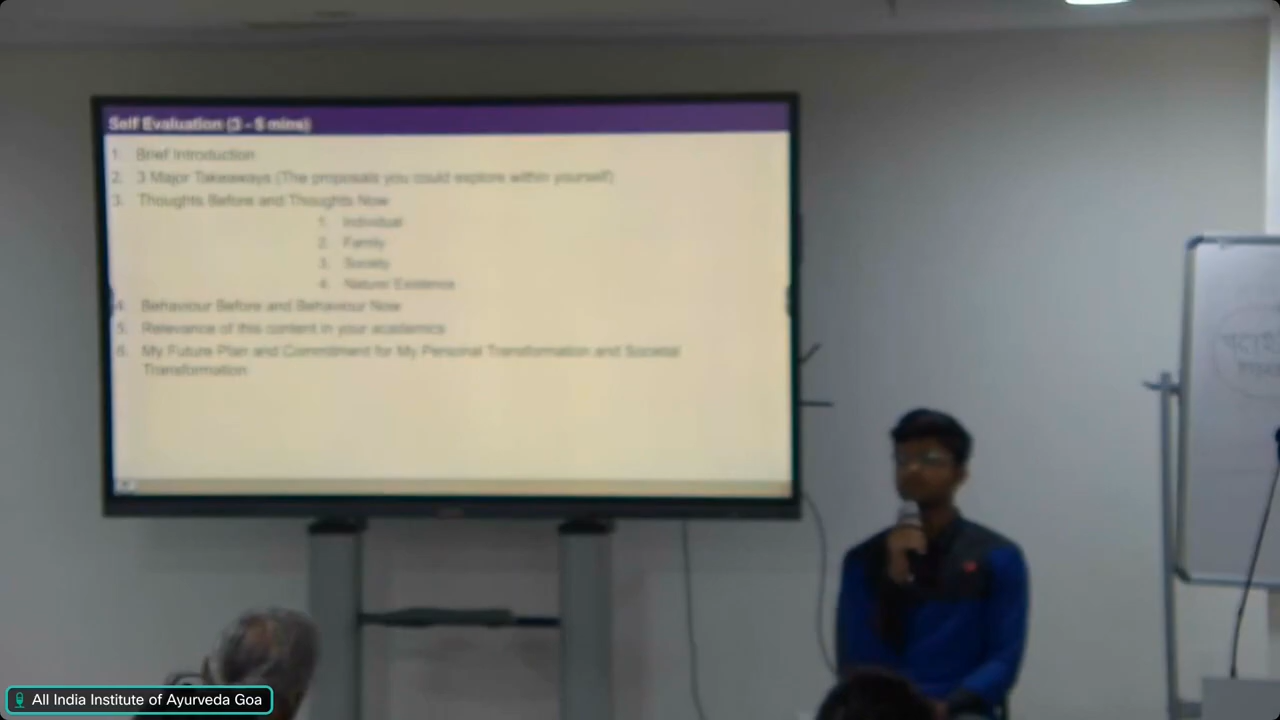 Self Evaluation (3 - 5 mins)
1. Brief Introduction
2. 3 Major Takeaways (The proposals you could explore within yourself)
3. Thoughts Before and Thoughts Now
1. Individual
2. Family
3. Society
4. Nature/ Existence
4. Behaviour Before and Behaviour Now
5. Relevance of this content in your academics
6. My Future Plan and Commitment for My Personal Transformation and Societal
Transformation
All India Institute of Ayurveda Goa